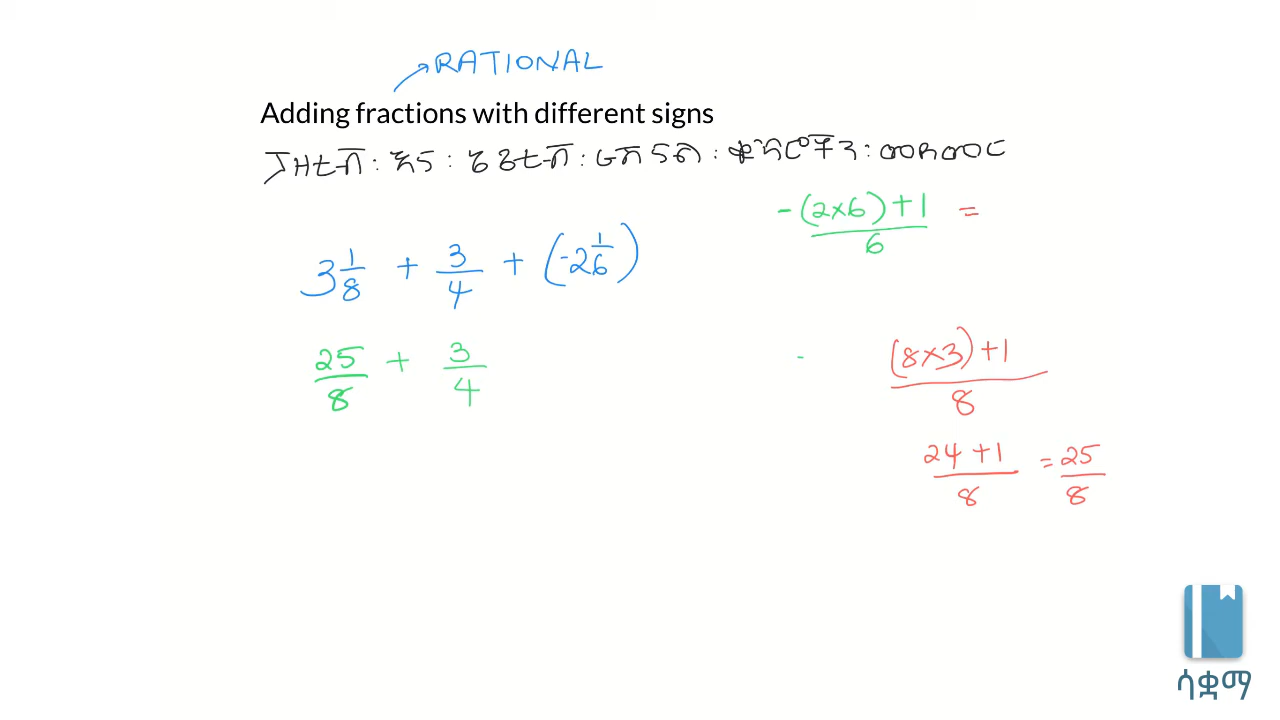 RATIONAL
Adding fractions with different signs
3 1/8 + 3/4 + (-2 1/6)
25/8 + 3/4
-(2×6)+1 / 6 =
-
(8×3)+1 / 8
24+1 / 8 = 25/8
ሳቋማ